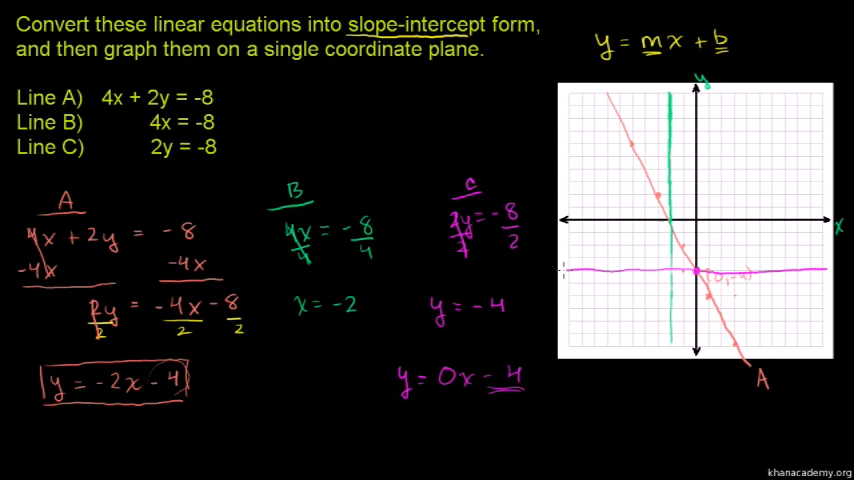 Convert these linear equations into slope-intercept form,
and then graph them on a single coordinate plane.
y = mx + b
Line A) 4x + 2y = -8
Line B) 4x = -8
Line C) 2y = -8
A
4x + 2y = -8
-4x -4x
2y = -4x - 8
2 2 2
y = -2x - 4
B
4x = -8
4 4
x = -2
C
2y = -8
2 2
y = -4
y = 0x - 4
y
x
(0,-4)
A
khanacademy.org